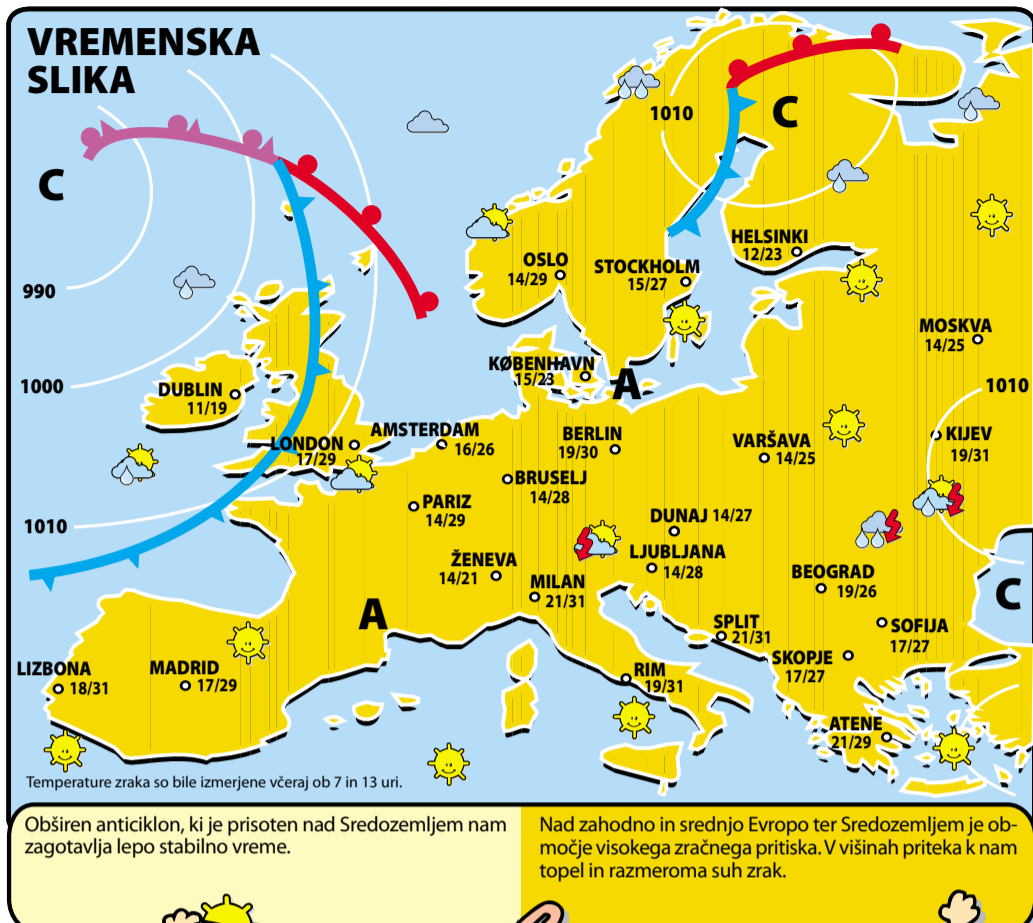 VREMENSKA
SLIKA
1010
C
C
HELSINKI
12/23
OSLO
14/29
STOCKHOLM
15/27
990
MOSKVA
14/25
KØBENHAVN
15/23
A
1000
1010
DUBLIN
11/19
AMSTERDAM
16/26
BERLIN
19/30
VARŠAVA
14/25
KIJEV
19/31
LONDON
17/29
BRUSELJ
14/28
PARIZ
14/29
1010
DUNAJ 14/27
LJUBLJANA
14/28
ŽENEVA
14/21
MILAN
21/31
BEOGRAD
19/26
C
A
SPLIT
21/31
SOFIJA
17/27
SKOPJE
17/27
LIZBONA
18/31
MADRID
17/29
RIM
19/31
ATENE
21/29
Temperature zraka so bile izmerjene včeraj ob 7 in 13 uri.
Obširen anticiklon, ki je prisoten nad Sredozemljem nam
zagotavlja lepo stabilno vreme.
Nad zahodno in srednjo Evropo ter Sredozemljem je ob-
močje visokega zračnega pritiska. V višinah priteka k nam
topel in razmeroma suh zrak.